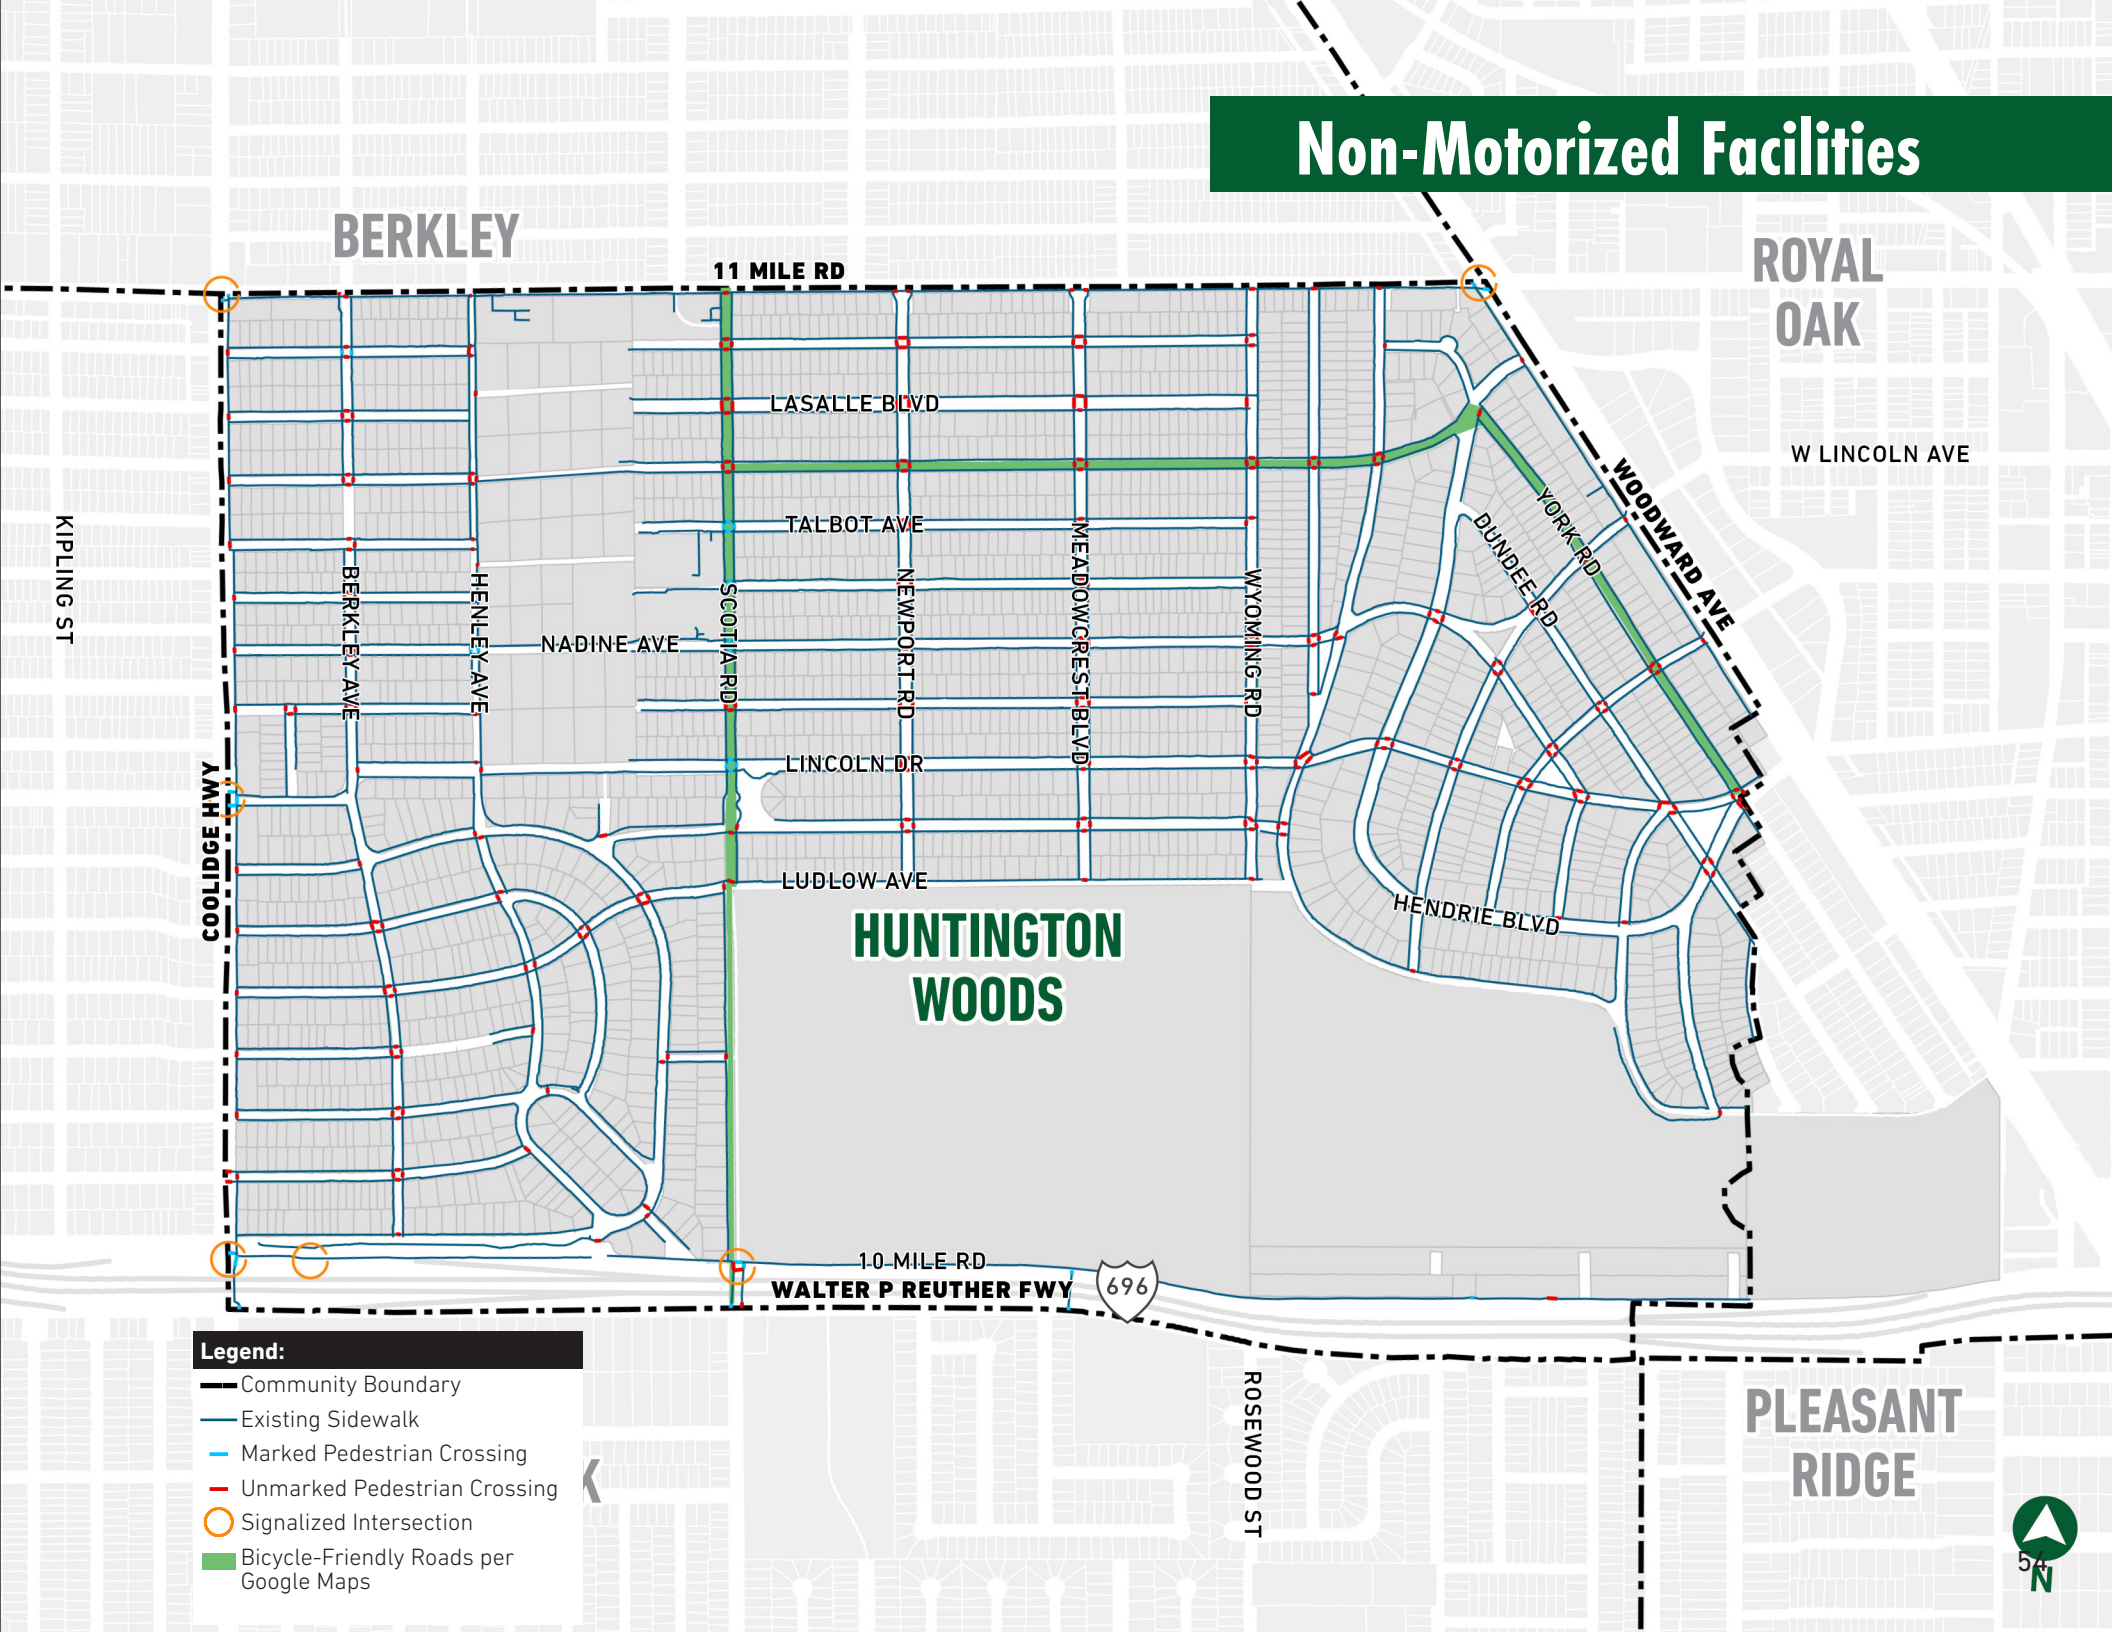 Non-Motorized Facilities
BERKLEY
ROYAL
OAK
11 MILE RD
LASALLE BLVD
W LINCOLN AVE
KIPLING ST
TALBOT AVE
YORK RD
WOODWARD AVE
DUNDEE RD
BERKLEY AVE
HENLEY AVE
SCOTIA RD
NEWPORT RD
MEADOWCREST BLVD
WYOMING RD
NADINE AVE
LINCOLN DR
COOLIDGE HWY
LUDLOW AVE
HENDRIE BLVD
HUNTINGTON
WOODS
10 MILE RD
WALTER P REUTHER FWY
696
ROSEWOOD ST
PLEASANT
RIDGE
K
Legend:
Community Boundary
Existing Sidewalk
Marked Pedestrian Crossing
Unmarked Pedestrian Crossing
Signalized Intersection
Bicycle-Friendly Roads per
Google Maps
54
N